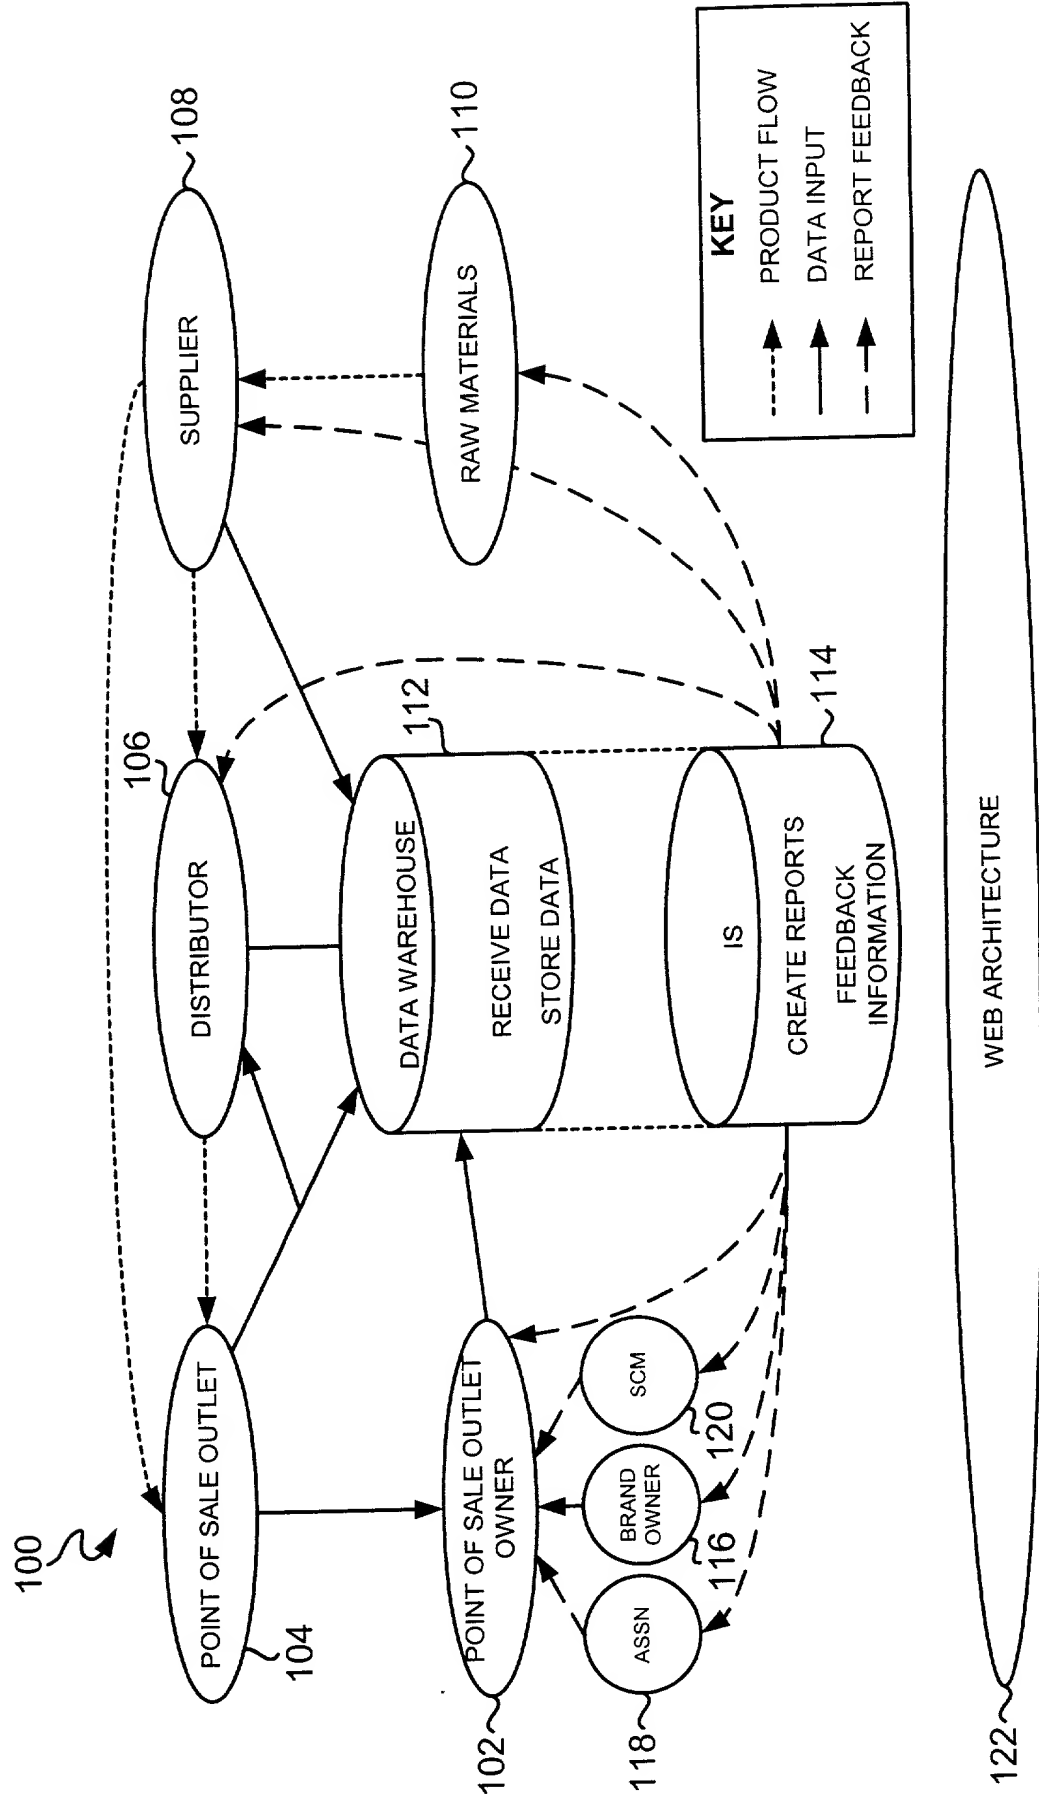 100
108
106
SUPPLIER
DISTRIBUTOR
POINT OF SALE OUTLET
104
110
112
RAW MATERIALS
DATA WAREHOUSE
RECEIVE DATA
STORE DATA
POINT OF SALE OUTLET
OWNER
102
SCM
120
BRAND
OWNER
116
ASSN
118
114
IS
CREATE REPORTS
FEEDBACK
INFORMATION
KEY
PRODUCT FLOW
DATA INPUT
REPORT FEEDBACK
WEB ARCHITECTURE
122